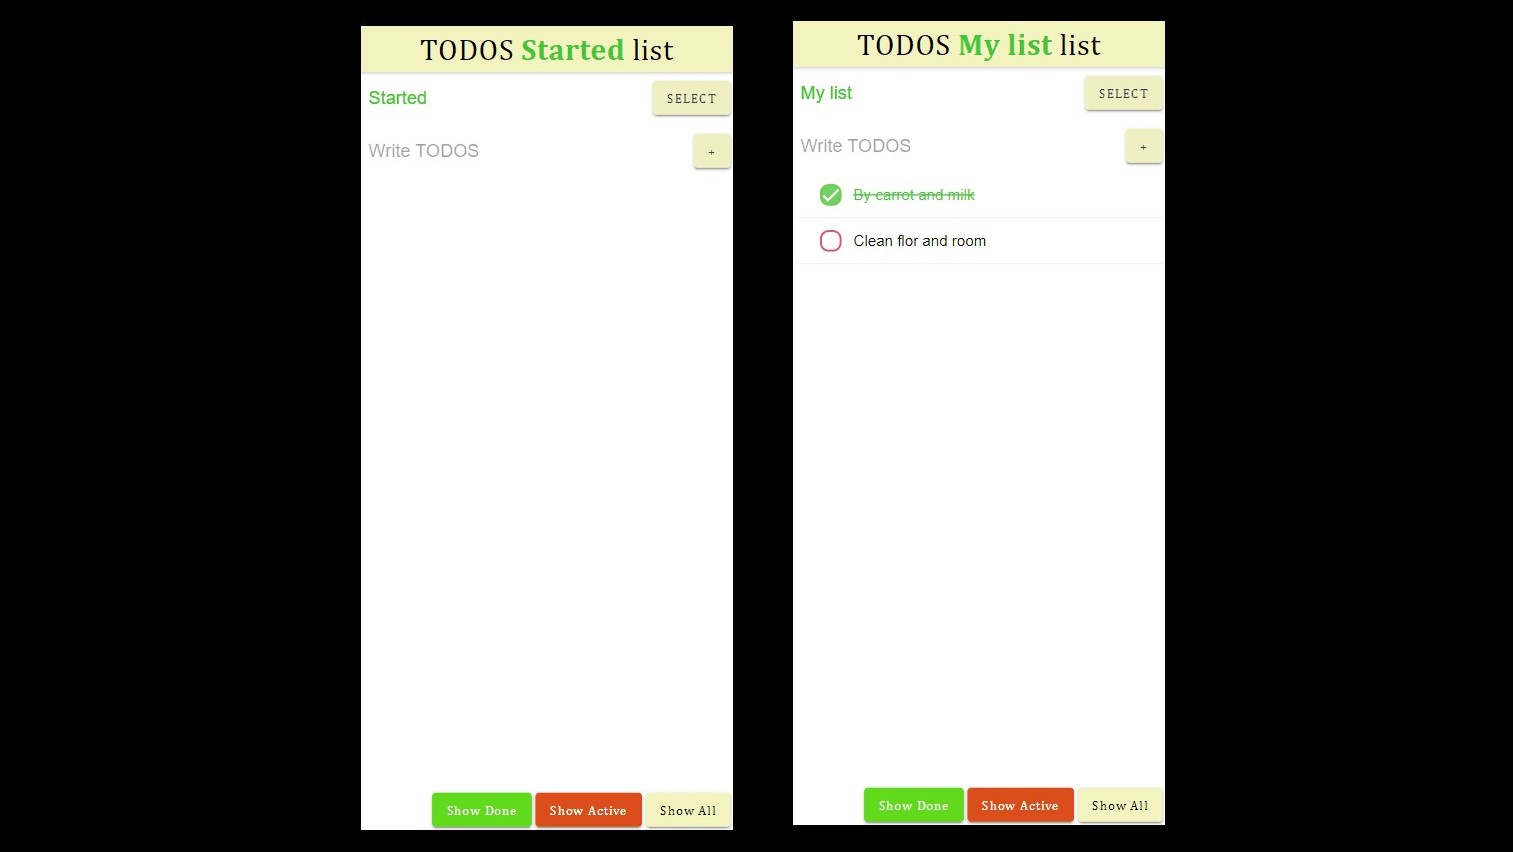 TODOS Started list
Started
SELECT
Write TODOS
+
Show Done
Show Active
Show All
TODOS My list list
My list
SELECT
Write TODOS
+
By carrot and milk
Clean flor and room
Show Done
Show Active
Show All